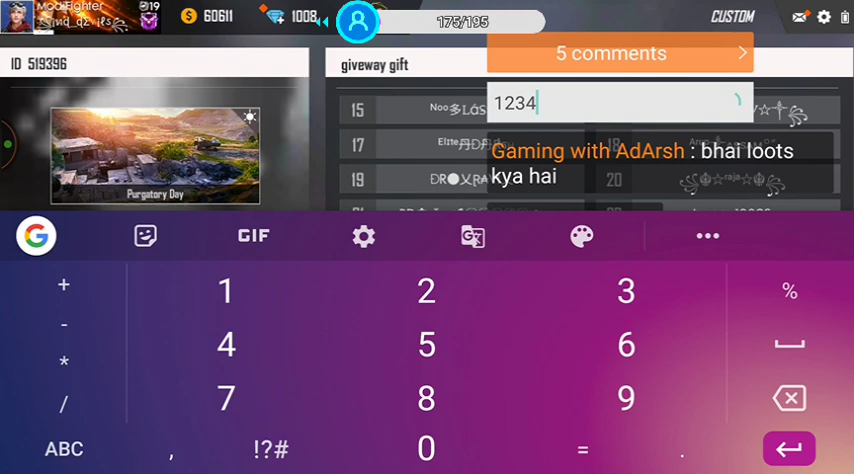 Mod Fighter
60611
1008
175/195
CUSTOM
ID 519396
giveway gift
5 comments
1234
15
17
18
19
20
Gaming with AdArsh : bhai loots
kya hai
Purgatory Day
G
GIF
+ 1 2 3 %
- 4 5 6
* 7 8 9
/
ABC , !?# 0 = .